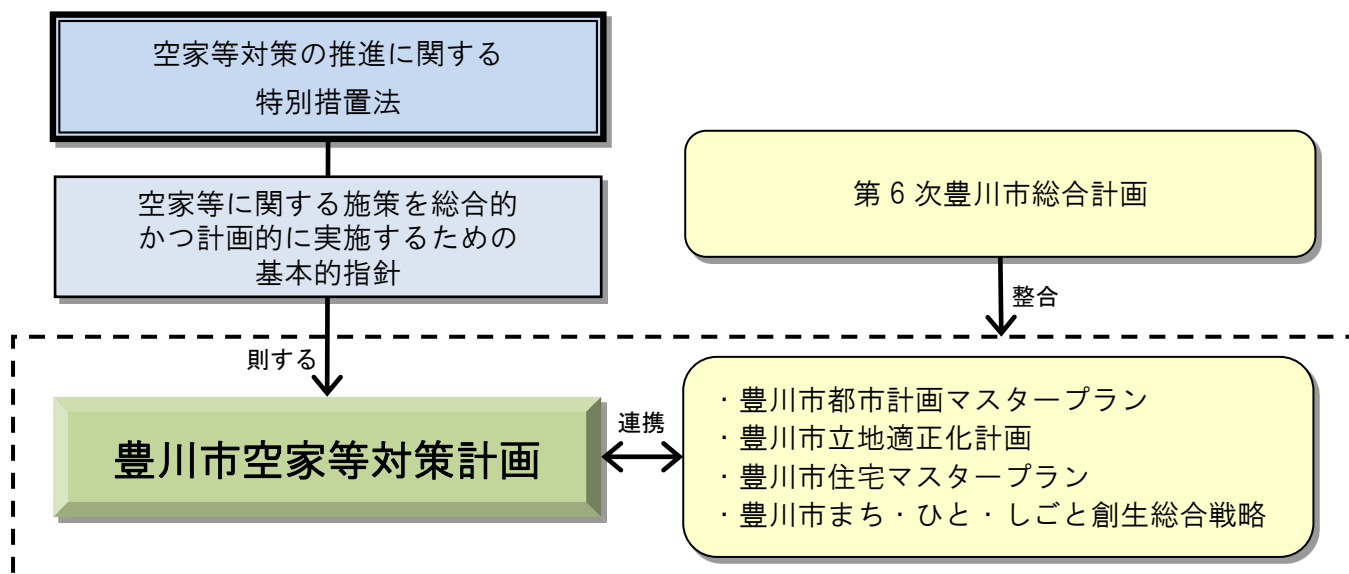 空家等対策の推進に関する
特別措置法
空家等に関する施策を総合的
かつ計画的に実施するための
基本的指針
第6次豊川市総合計画
整合
則する
豊川市空家等対策計画
連携
・豊川市都市計画マスタープラン
・豊川市立地適正化計画
・豊川市住宅マスタープラン
・豊川市まち・ひと・しごと創生総合戦略